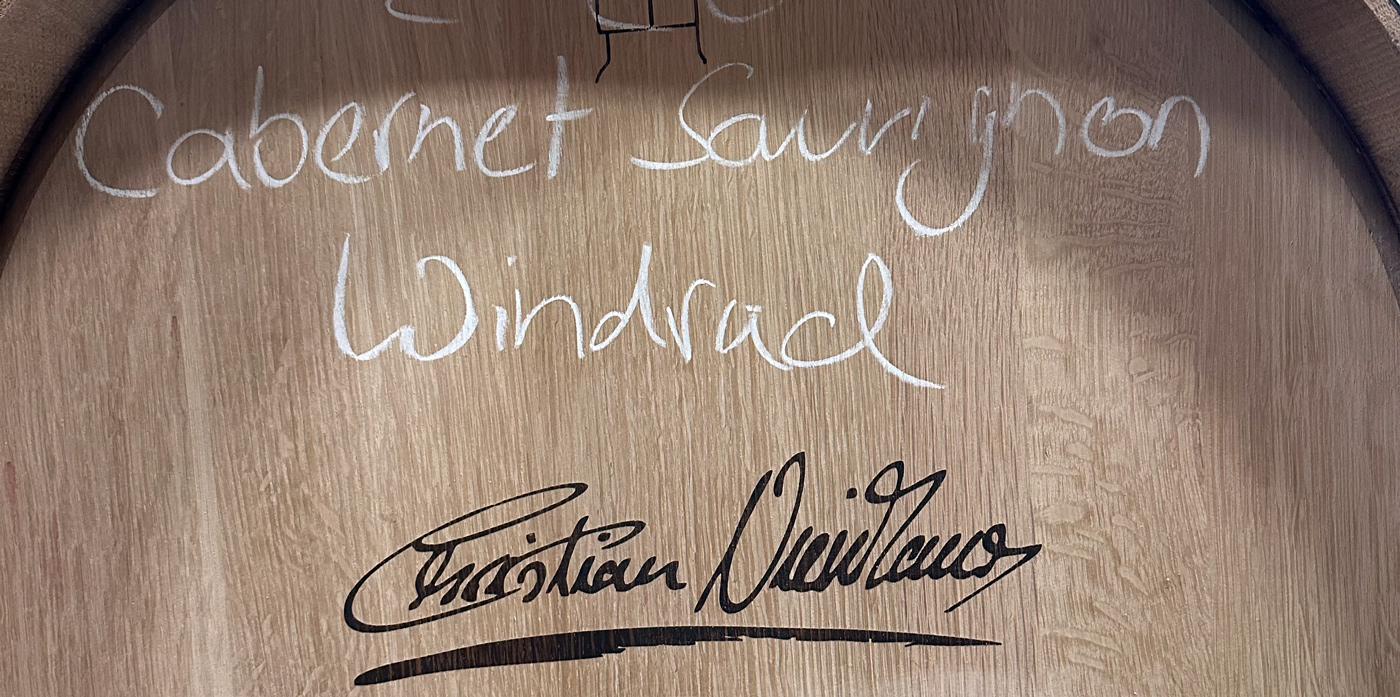 Cabernet Sauvignon
Windrad
Christian